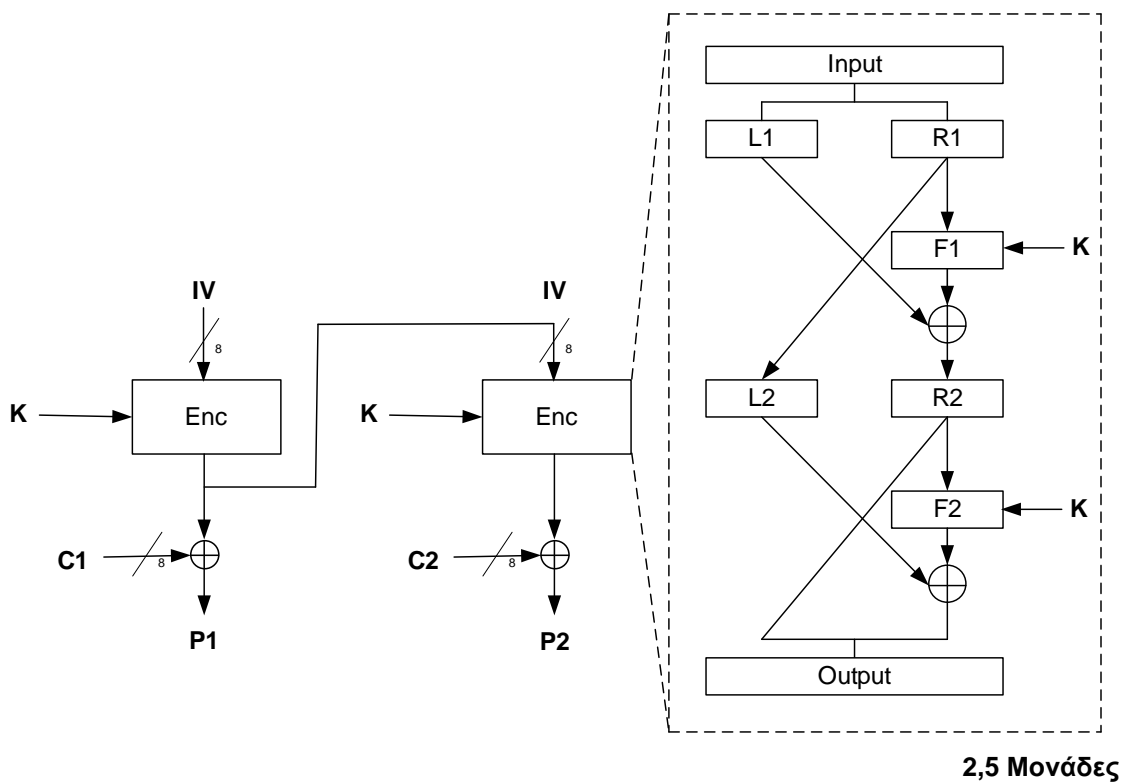 Input
L1 R1
F1 K
IV IV
8 8
K Enc K Enc
L2 R2
F2 K
C1 8 C2 8
P1 P2
Output
2,5 Μονάδες